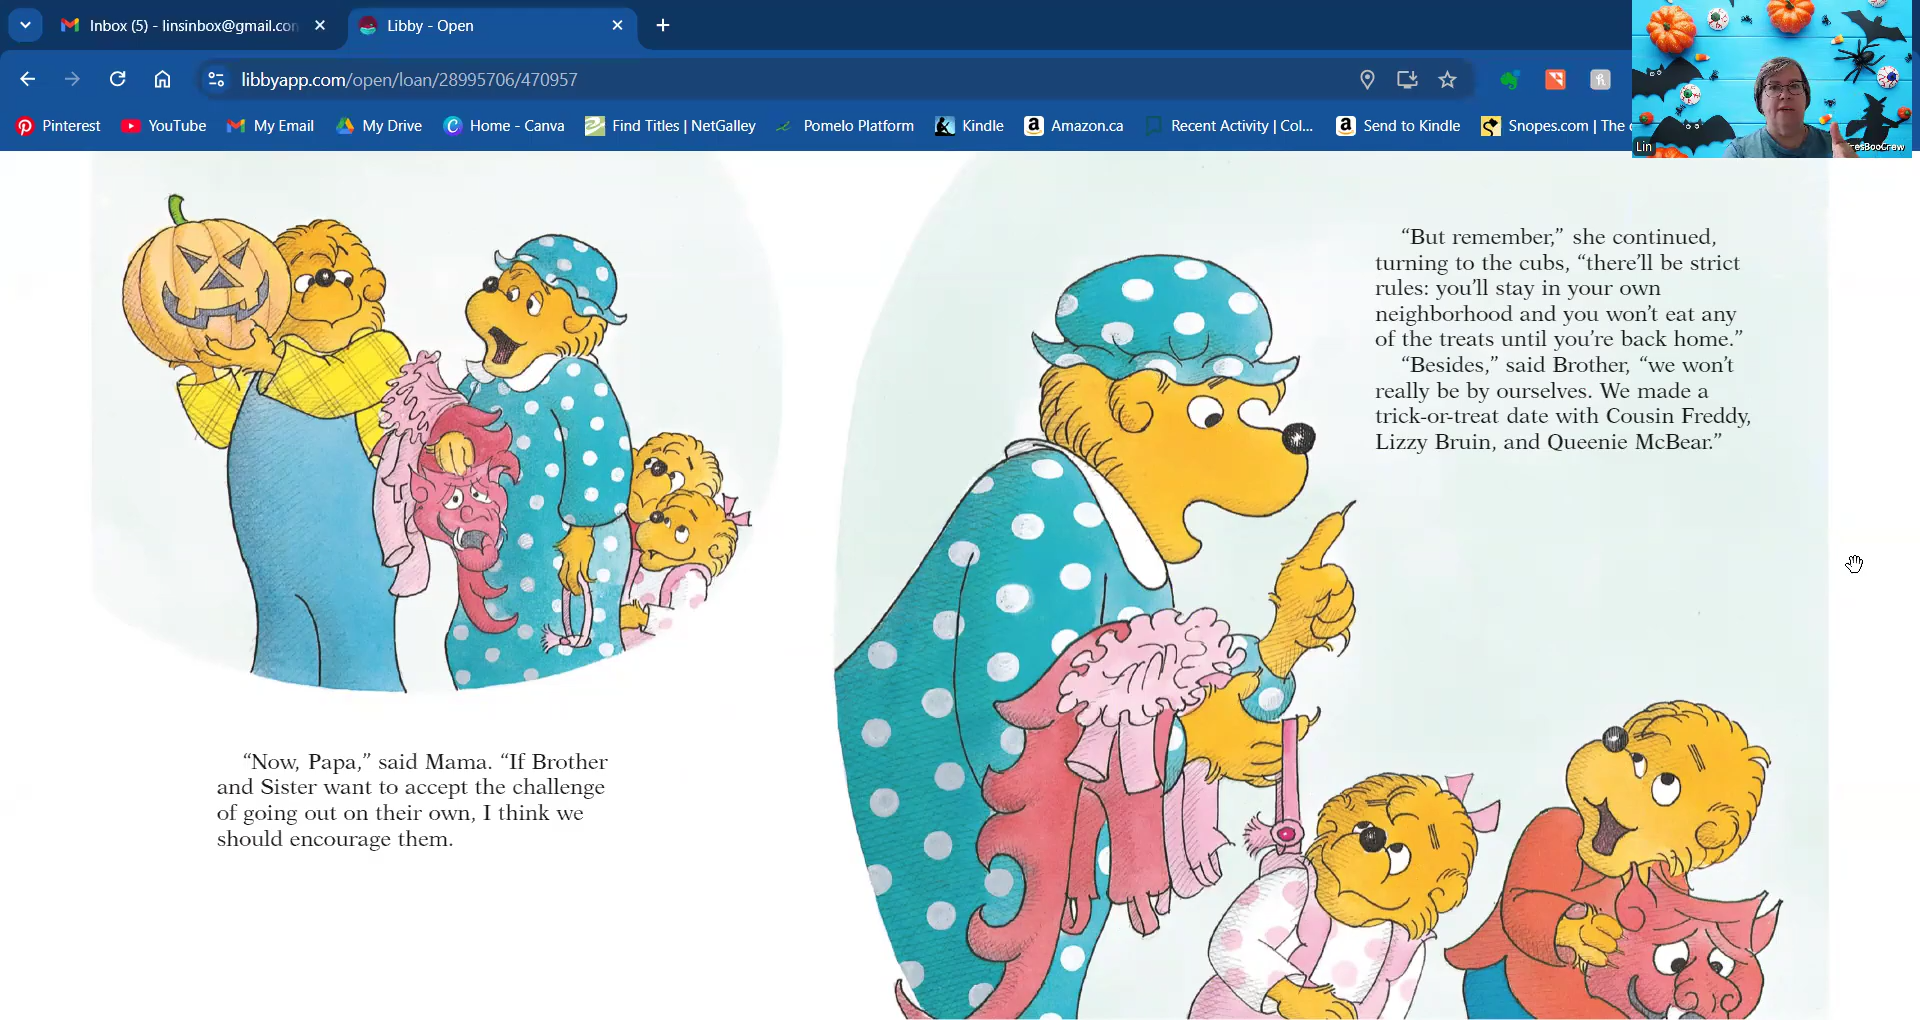 Inbox (5) - linsinbox@gmail.con
Libby - Open
libbyapp.com/open/loan/28995706/470957
Pinterest
YouTube
My Email
My Drive
Home - Canva
Find Titles | NetGalley
Pomelo Platform
Kindle
Amazon.ca
Recent Activity | Col...
Send to Kindle
Snopes.com | The
Lin
“Now, Papa,” said Mama. “If Brother
and Sister want to accept the challenge
of going out on their own, I think we
should encourage them.
“But remember,” she continued,
turning to the cubs, “there’ll be strict
rules: you’ll stay in your own
neighborhood and you won’t eat any
of the treats until you’re back home.”
“Besides,” said Brother, “we won’t
really be by ourselves. We made a
trick-or-treat date with Cousin Freddy,
Lizzy Bruin, and Queenie McBear.”